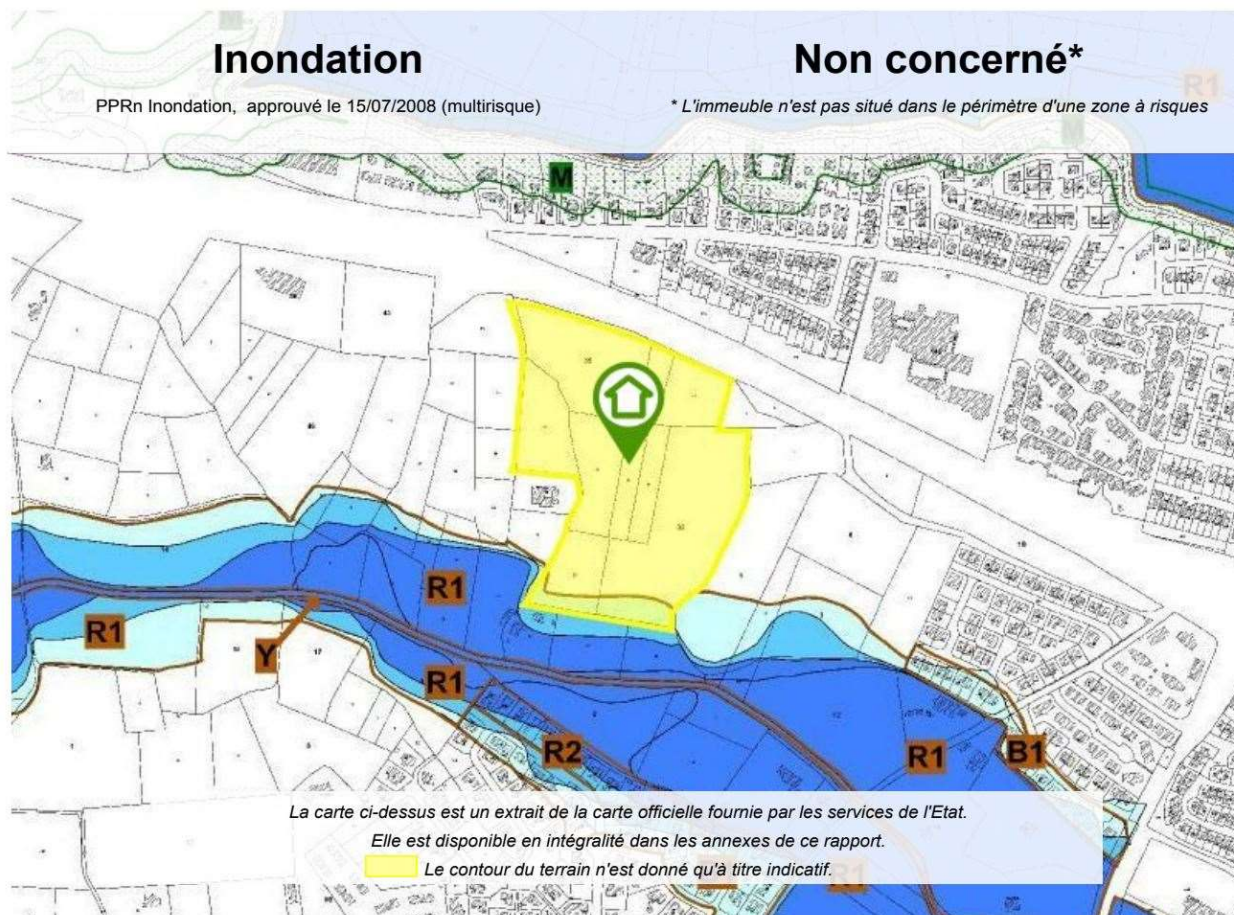 Inondation
Non concerné*
PPRn Inondation, approuvé le 15/07/2008 (multirisque)
* L'immeuble n'est pas situé dans le périmètre d'une zone à risques
M
R1
M
M
R1
R1
Y
R1
R2
R1
B1
La carte ci-dessus est un extrait de la carte officielle fournie par les services de l'Etat.
Elle est disponible en intégralité dans les annexes de ce rapport.
Le contour du terrain n'est donné qu'à titre indicatif.
R1